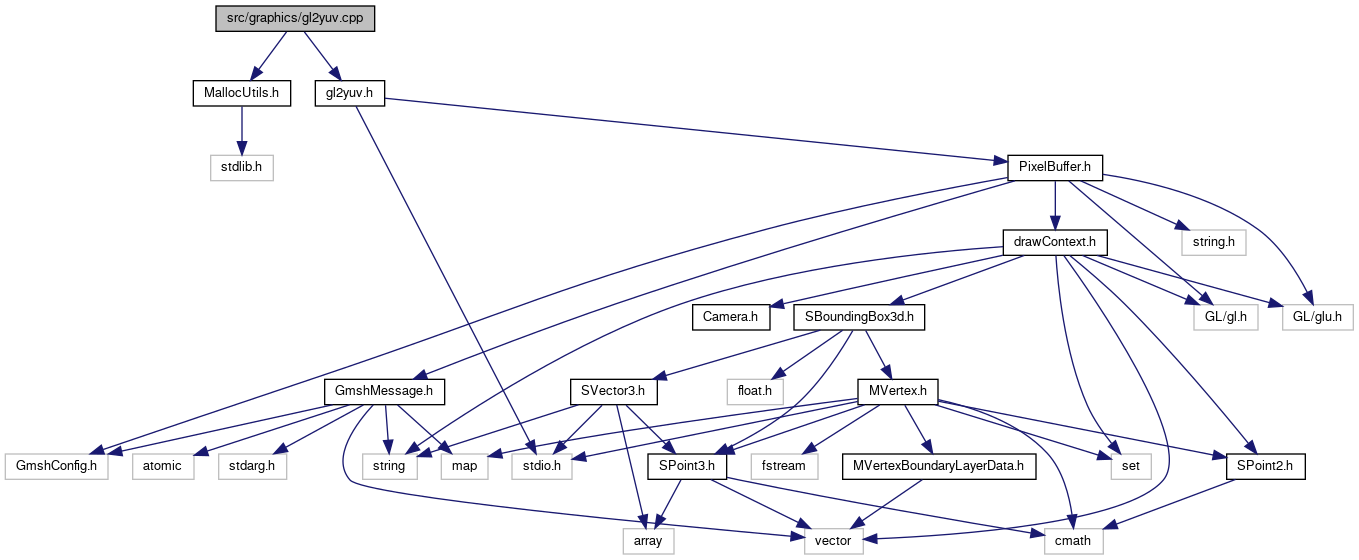 src/graphics/gl2yuv.cpp
MallocUtils.h
gl2yuv.h
stdlib.h
PixelBuffer.h
drawContext.h
string.h
Camera.h
SBoundingBox3d.h
GL/gl.h
GL/glu.h
GmshMessage.h
SVector3.h
float.h
MVertex.h
GmshConfig.h
atomic
stdarg.h
string
map
stdio.h
SPoint3.h
fstream
MVertexBoundaryLayerData.h
set
SPoint2.h
array
vector
cmath